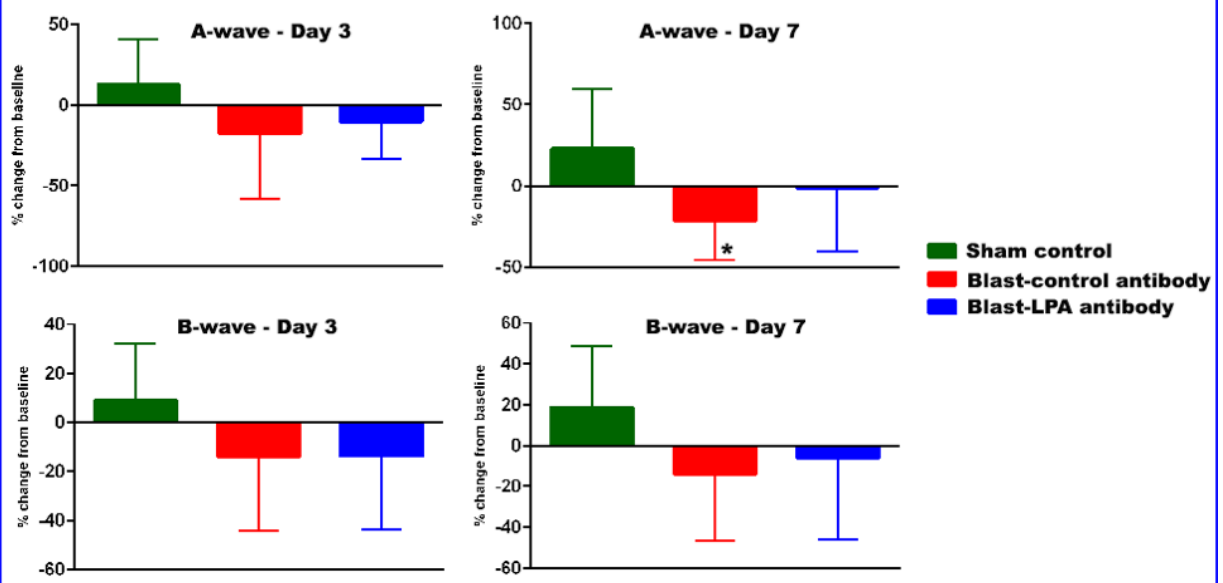 A-wave - Day 3
% change from baseline
50
0
-50
-100
A-wave - Day 7
% change from baseline
100
50
0
-50
*
B-wave - Day 3
% change from baseline
40
20
0
-20
-40
-60
B-wave - Day 7
% change from baseline
60
40
20
0
-20
-40
-60
Sham control
Blast-control antibody
Blast-LPA antibody